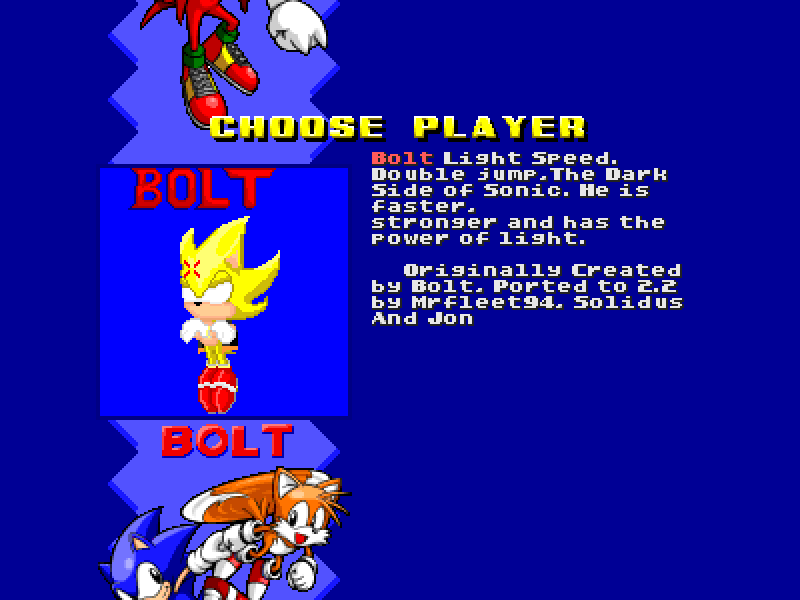 CHOOSE PLAYER
BOLT
Bolt Light Speed.
Double jump,The Dark
Side of Sonic. He is
faster,
stronger and has the
power of light.
Originally Created
by Bolt, Ported to 2.2
by Mrfleet94, Solidus
And Jon
BOLT